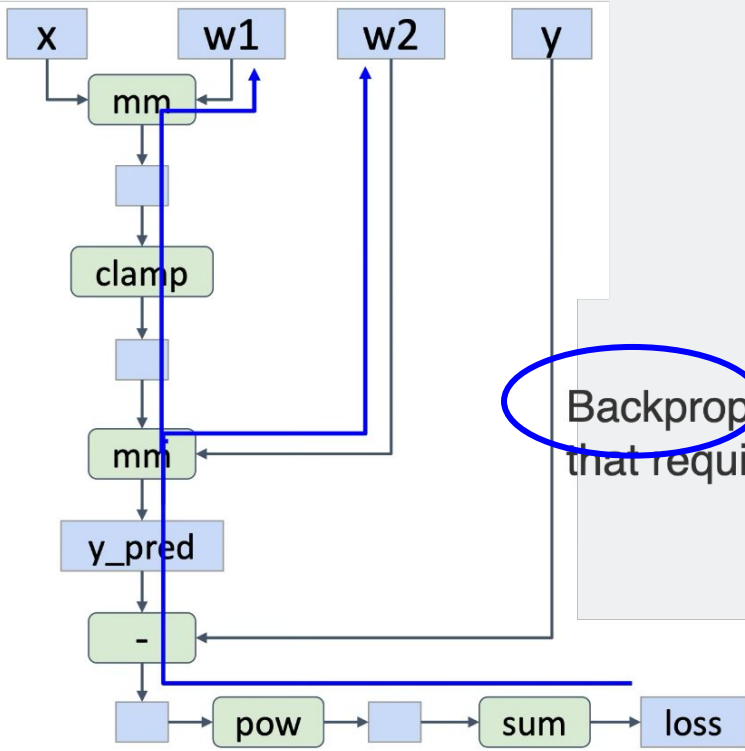 x w1 w2 y
mm
clamp
Backprop
mm
that requi
y_pred
-
pow sum loss